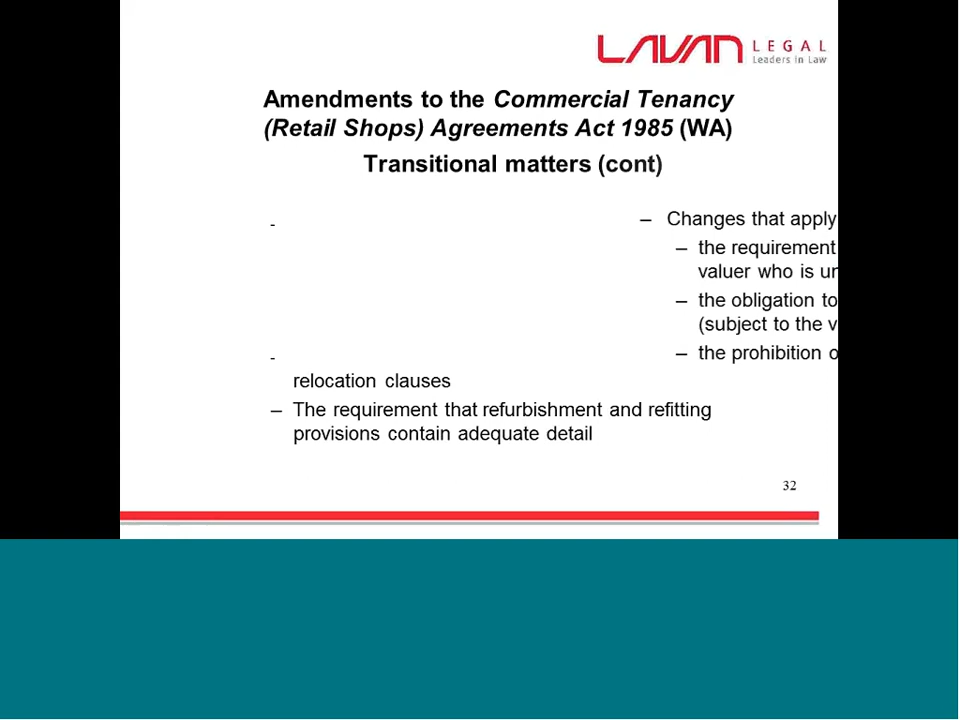 LAVAN LEGAL
Leaders in Law
Amendments to the Commercial Tenancy
(Retail Shops) Agreements Act 1985 (WA)
Transitional matters (cont)
-
– Changes that apply
– the requirement
valuer who is
– the obligation to
(subject to the
-
– the prohibition
relocation clauses
– The requirement that refurbishment and refitting
provisions contain adequate detail
32